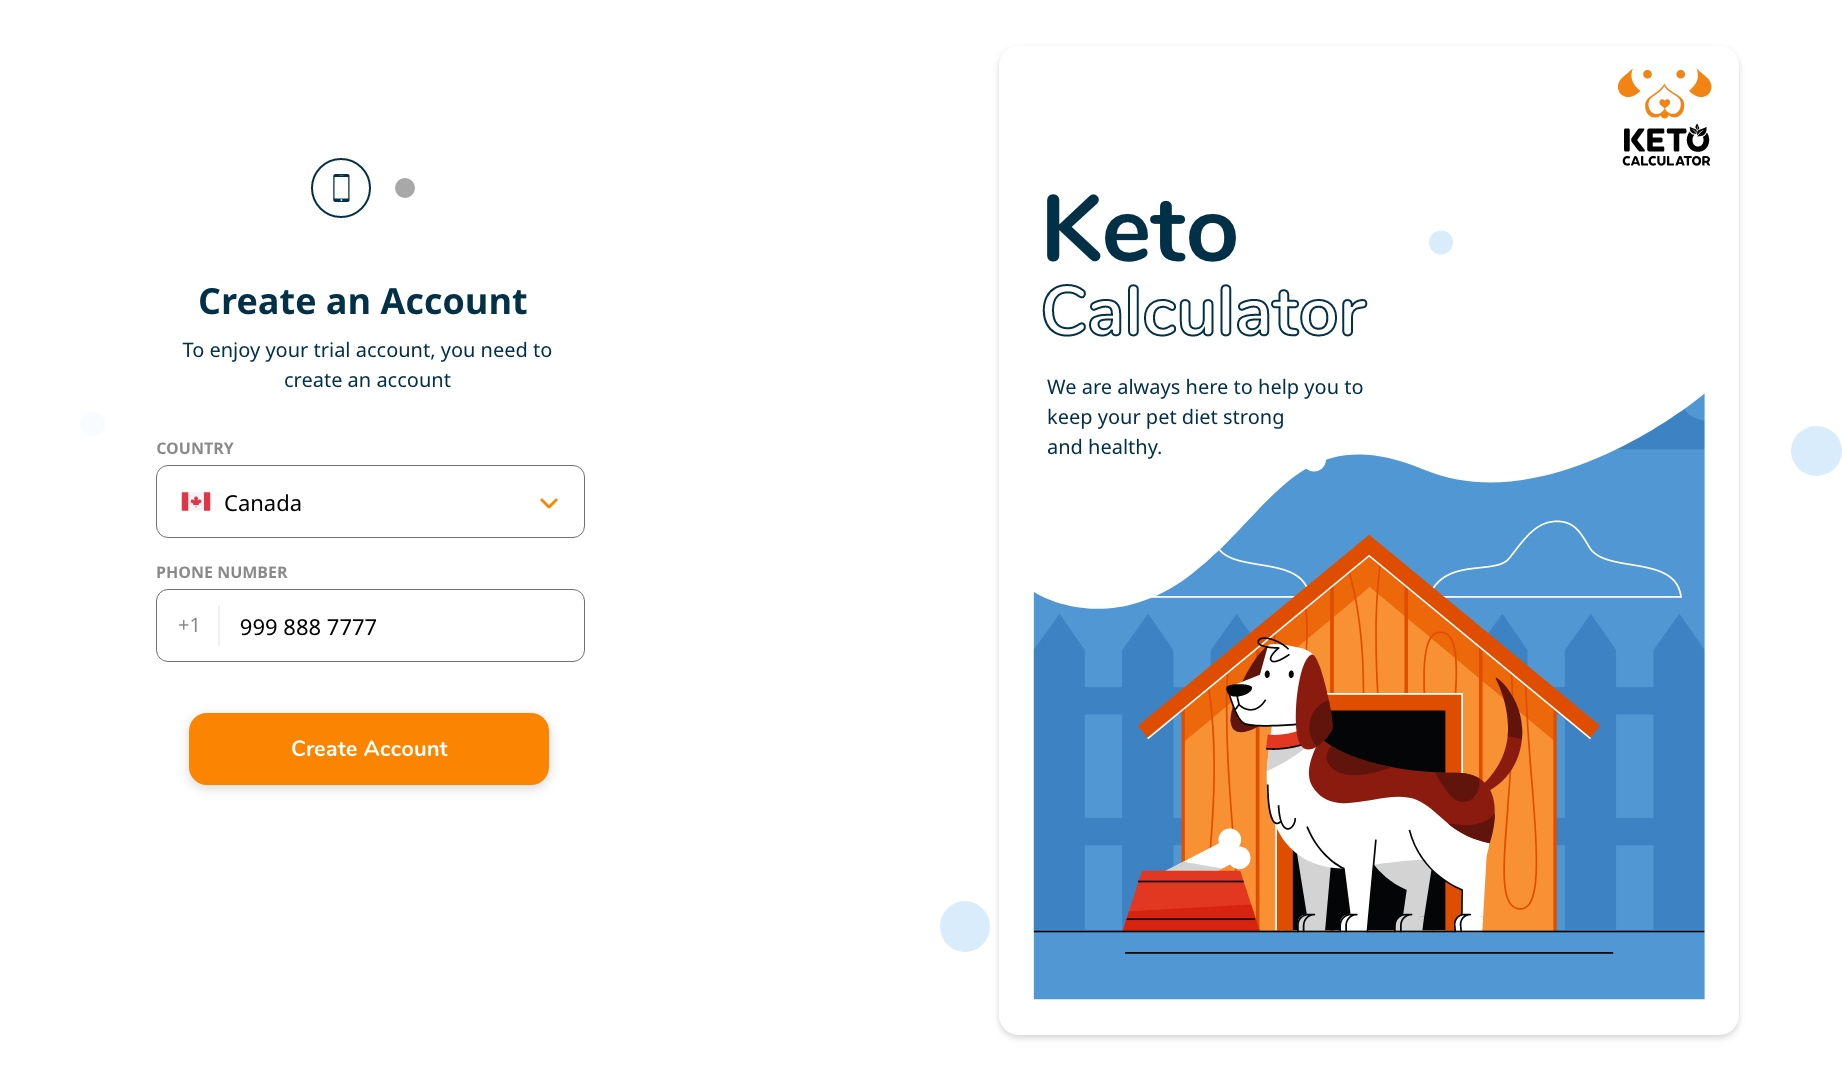 Create an Account
To enjoy your trial account, you need to
create an account
COUNTRY
Canada
PHONE NUMBER
+1 999 888 7777
Create Account
KETO
CALCULATOR
Keto
Calculator
We are always here to help you to
keep your pet diet strong
and healthy.